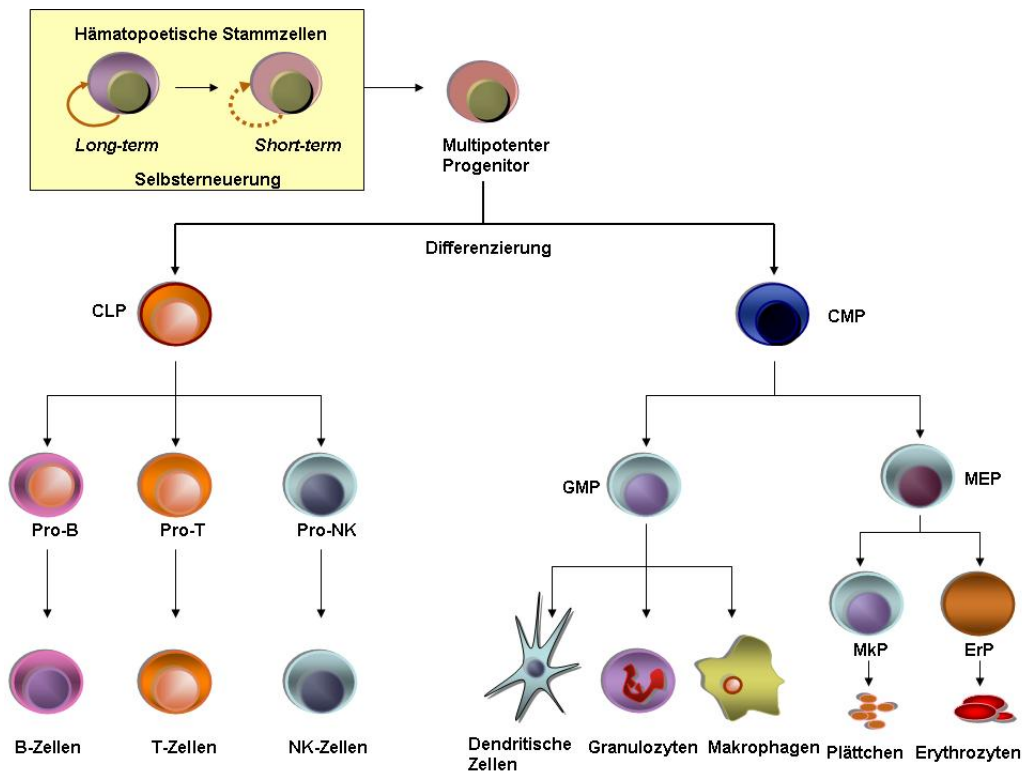 Hämatopoetische Stammzellen
Long-term
Short-term
Selbsterneuerung
Multipotenter
Progenitor
Differenzierung
CLP
CMP
Pro-B
Pro-T
Pro-NK
GMP
MEP
MkP
ErP
B-Zellen
T-Zellen
NK-Zellen
Dendritische
Zellen
Granulozyten
Makrophagen
Plättchen
Erythrozyten